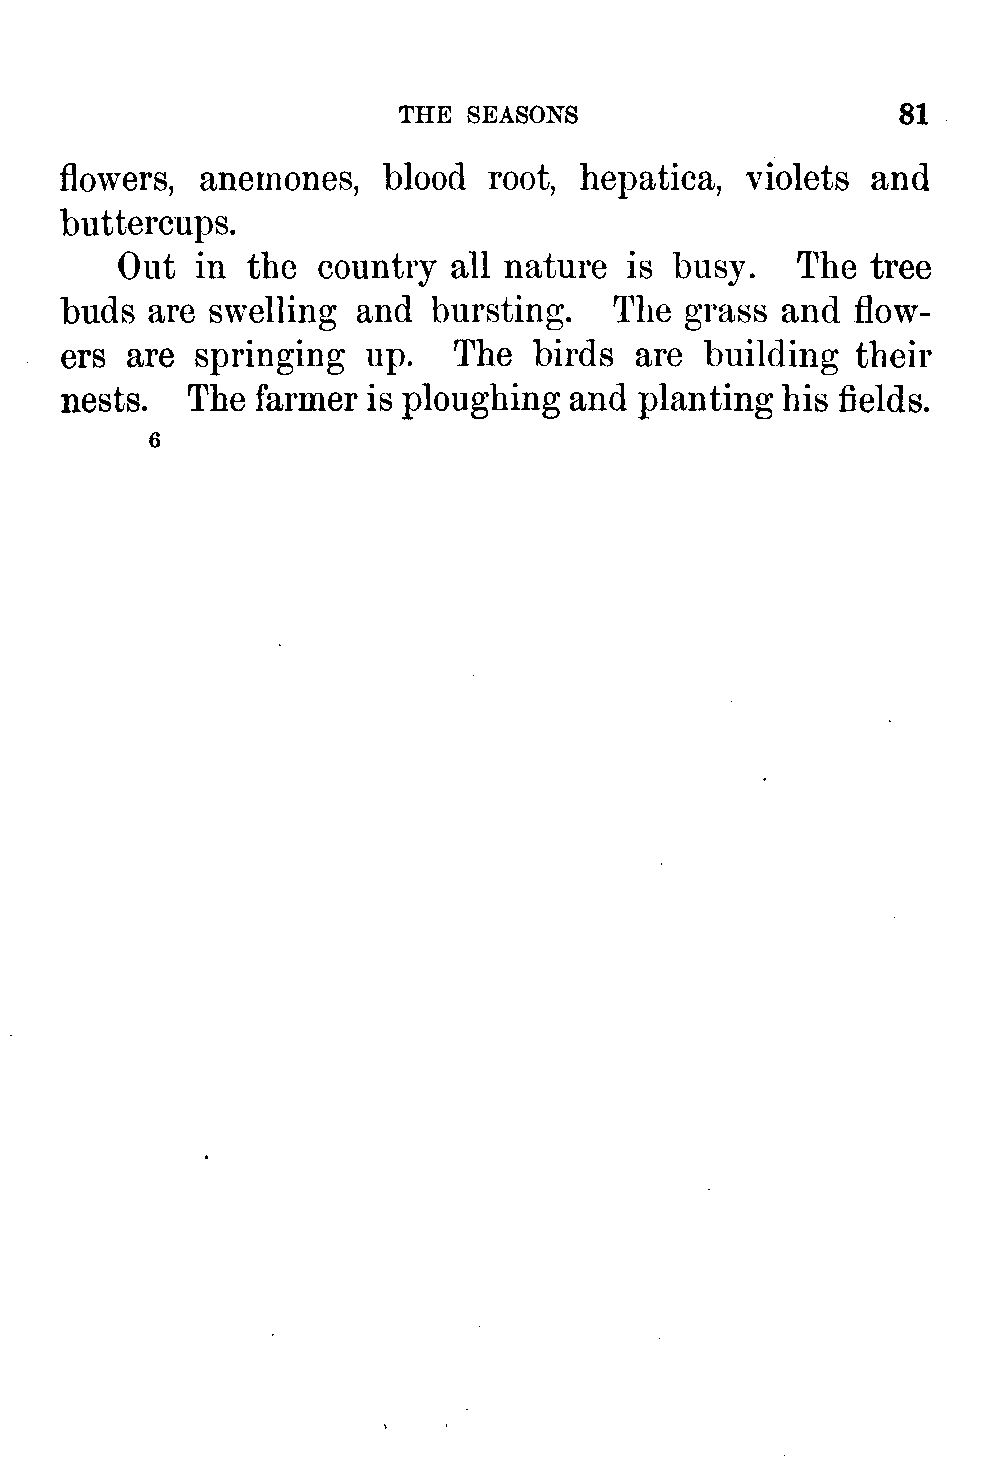 THE SEASONS 81
flowers, anemones, blood root, hepatica, violets and
buttercups.
Out in the country all nature is busy. The tree
buds are swelling and bursting. The grass and flow-
ers are springing up. The birds are building their
nests. The farmer is ploughing and planting his fields.
6